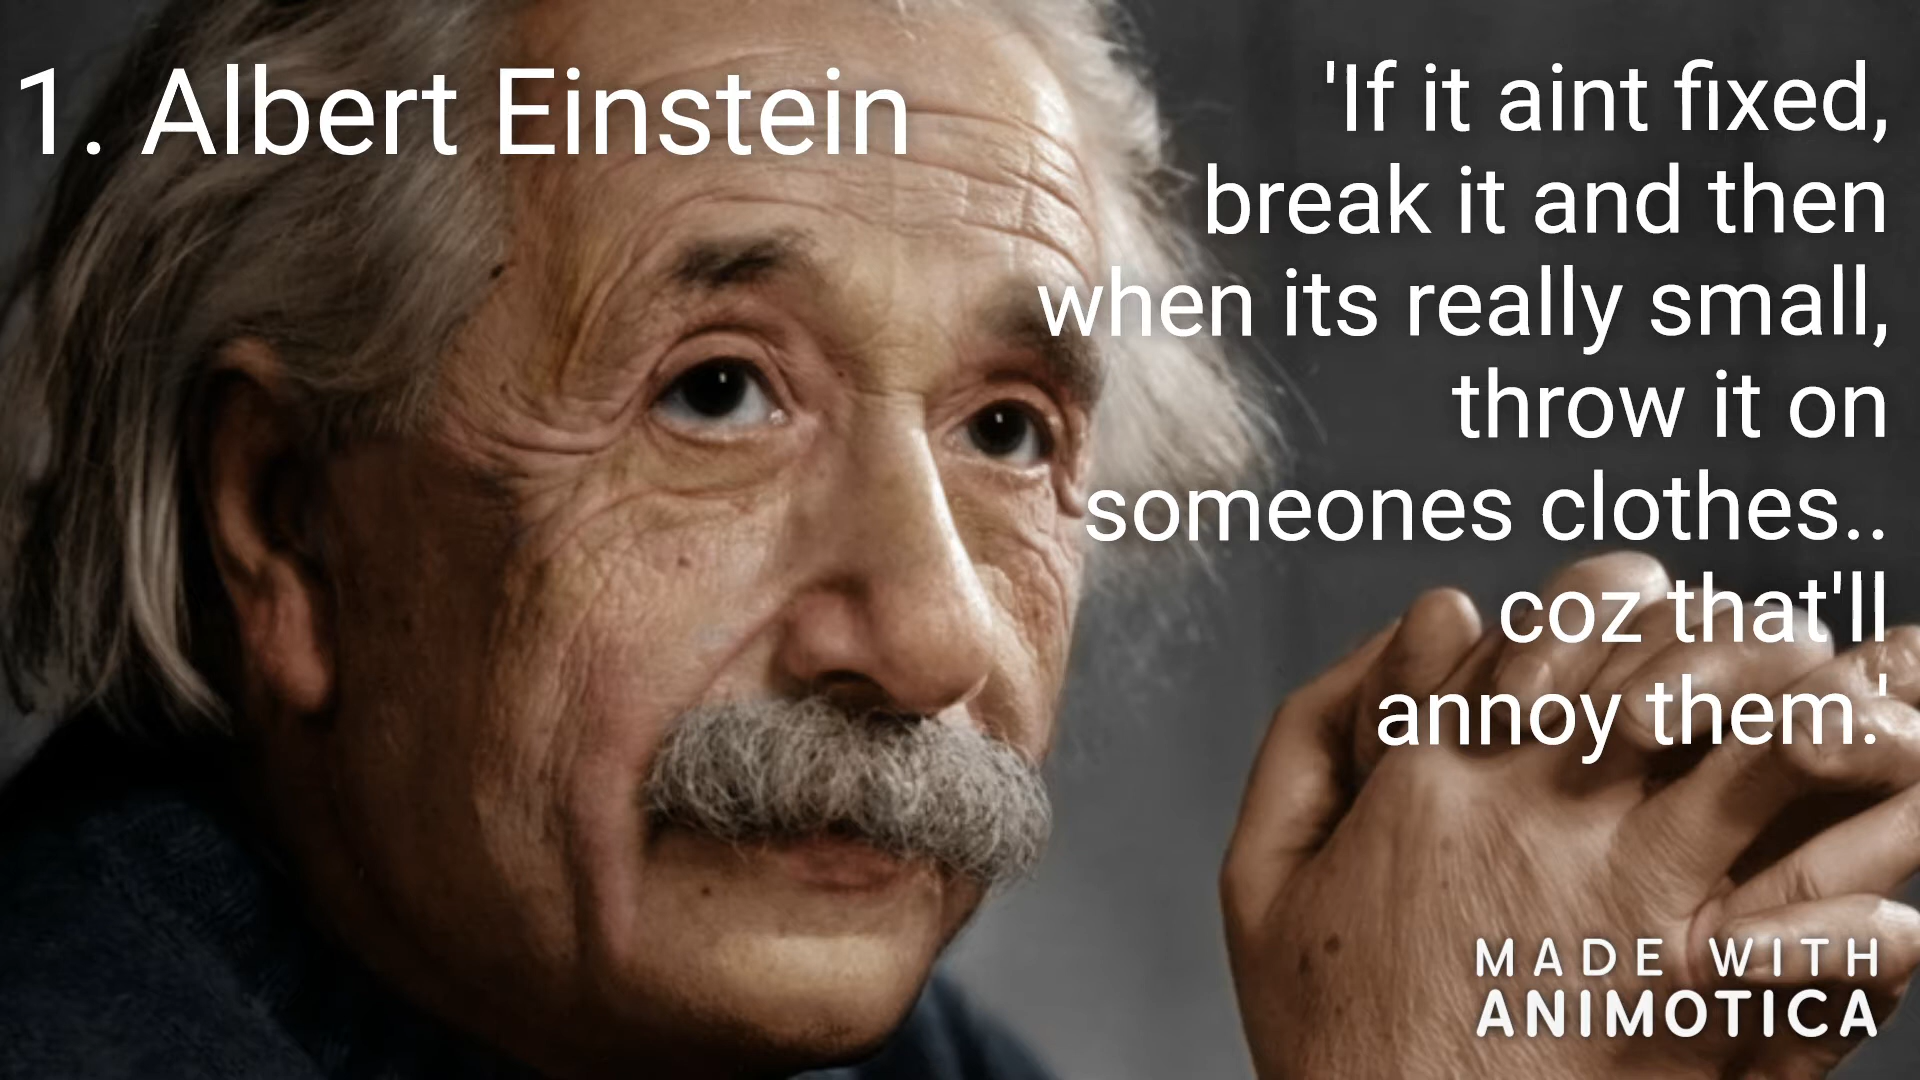 1. Albert Einstein
'If it aint fixed,
break it and then
when its really small,
throw it on
someones clothes..
coz that'll
annoy them.'
MADE WITH
ANIMOTICA